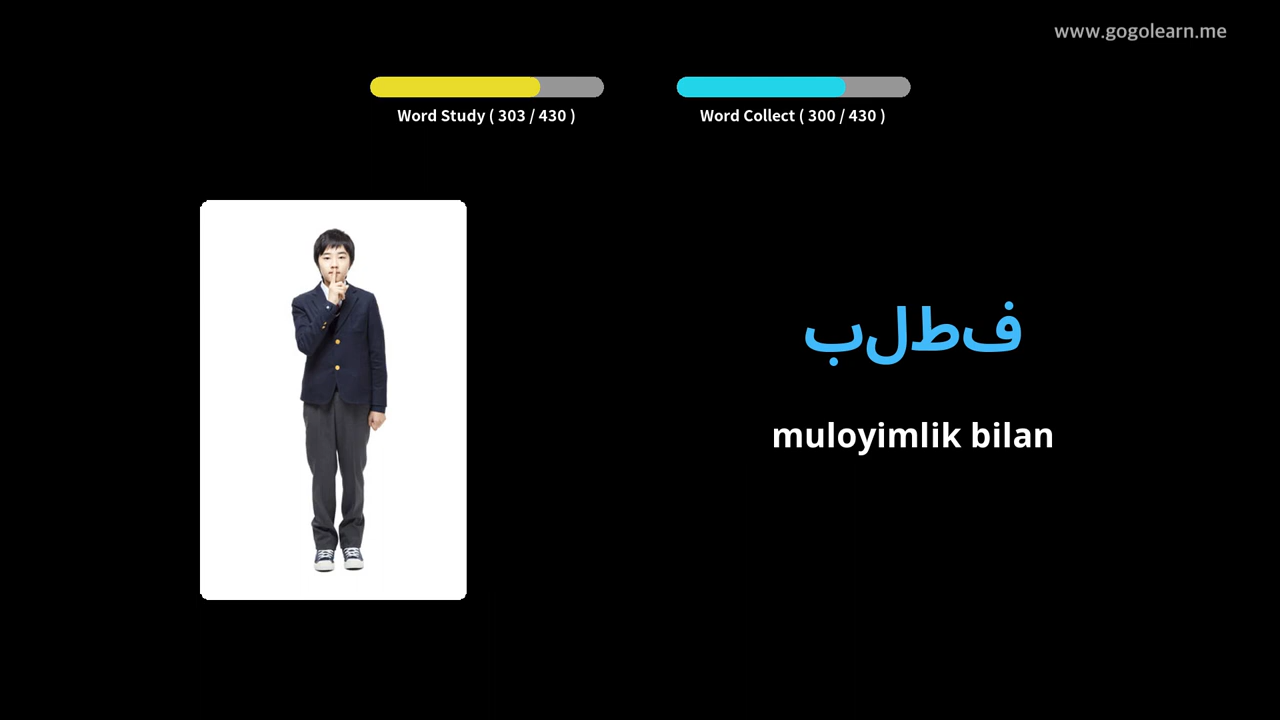 www.gogolearn.me
Word Study ( 303 / 430 )
Word Collect ( 300 / 430 )
فطلب
muloyimlik bilan